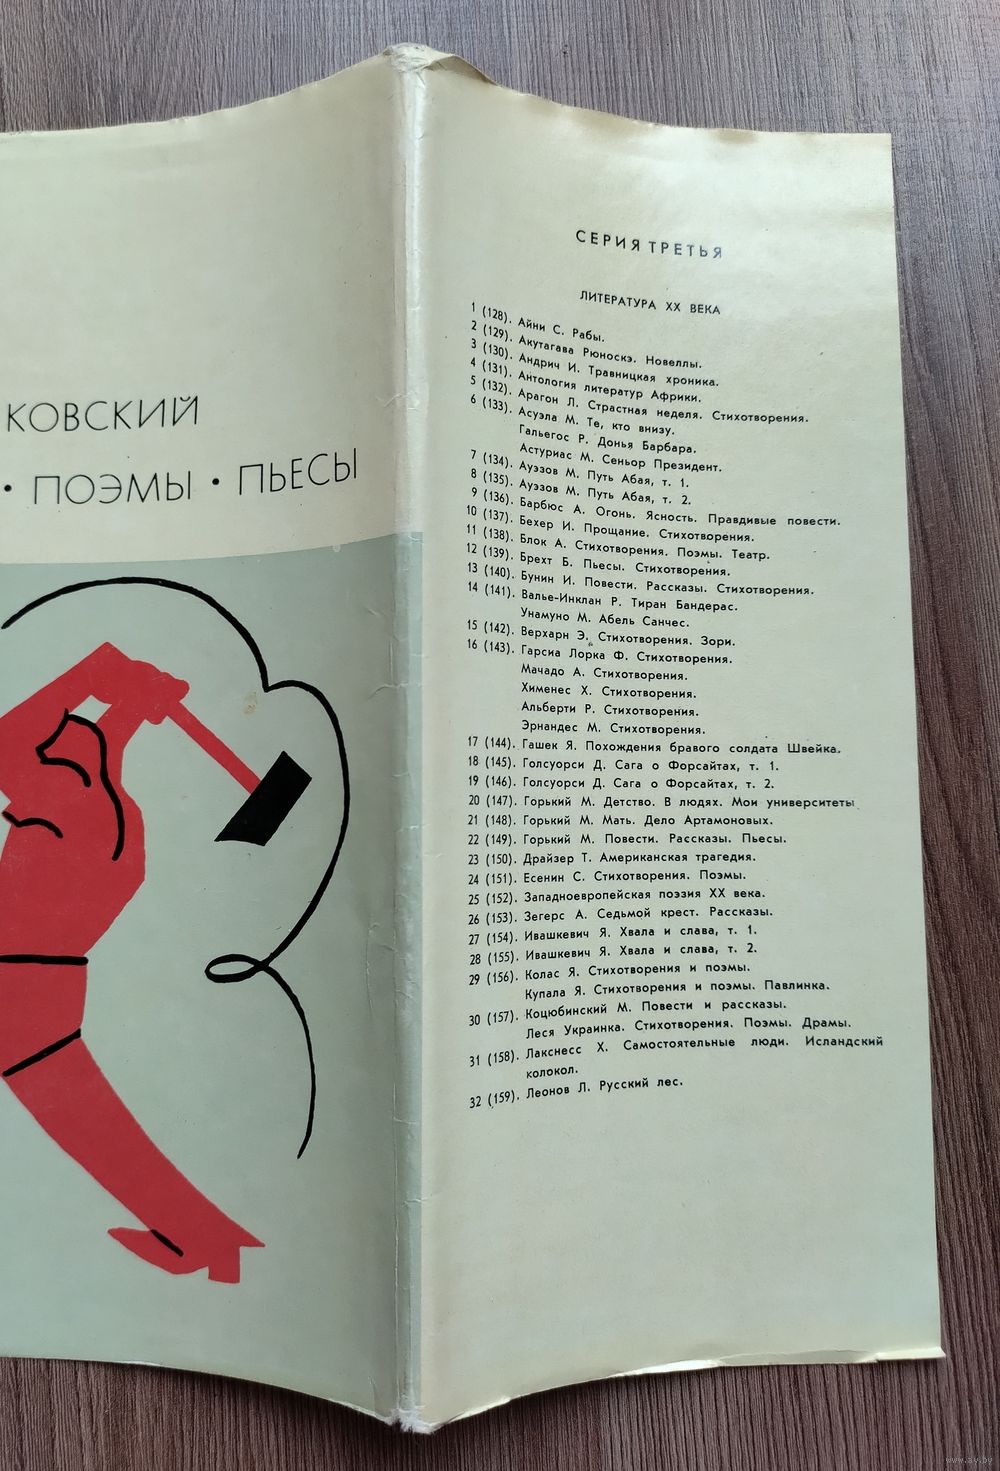 КОВСКИЙ
• ПОЭМЫ • ПЬЕСЫ
СЕРИЯ ТРЕТЬЯ
ЛИТЕРАТУРА XX ВЕКА
1 (128). Айни С. Рабы.
2 (129). Акутагава Рюноскэ. Новеллы.
3 (130). Андрич И. Травницкая хроника.
4 (131). Антология литератур Африки.
5 (132). Арагон Л. Страстная неделя. Стихотворения.
6 (133). Асуэла М. Те, кто внизу.
Гальегос Р. Донья Барбара.
Астуриас М. Сеньор Президент.
7 (134). Ауэзов М. Путь Абая, т. 1.
8 (135). Ауэзов М. Путь Абая, т. 2.
9 (136). Барбюс А. Огонь. Ясность. Правдивые повести.
10 (137). Бехер И. Прощание. Стихотворения.
11 (138). Блок А. Стихотворения. Поэмы. Театр.
12 (139). Брехт Б. Пьесы. Стихотворения.
13 (140). Бунин И. Повести. Рассказы. Стихотворения.
14 (141). Валье-Инклан Р. Тиран Бандерас.
Унамуно М. Абель Санчес.
15 (142). Верхарн Э. Стихотворения. Зори.
16 (143). Гарсиа Лорка Ф. Стихотворения.
Мачадо А. Стихотворения.
Хименес Х. Стихотворения.
Альберти Р. Стихотворения.
Эрнандес М. Стихотворения.
17 (144). Гашек Я. Похождения бравого солдата Швейка.
18 (145). Голсуорси Д. Сага о Форсайтах, т. 1.
19 (146). Голсуорси Д. Сага о Форсайтах, т. 2.
20 (147). Горький М. Детство. В людях. Мои университеты
21 (148). Горький М. Мать. Дело Артамоновых.
22 (149). Горький М. Повести. Рассказы. Пьесы.
23 (150). Драйзер Т. Американская трагедия.
24 (151). Есенин С. Стихотворения. Поэмы.
25 (152). Западноевропейская поэзия XX века.
26 (153). Зегерс А. Седьмой крест. Рассказы.
27 (154). Ивашкевич Я. Хвала и слава, т. 1.
28 (155). Ивашкевич Я. Хвала и слава, т. 2.
29 (156). Колас Я. Стихотворения и поэмы.
Купала Я. Стихотворения и поэмы. Павлинка.
30 (157). Коцюбинский М. Повести и рассказы.
Леся Украинка. Стихотворения. Поэмы. Драмы.
31 (158). Лакснесс Х. Самостоятельные люди. Исландский
колокол.
32 (159). Леонов Л. Русский лес.
www.ay.by